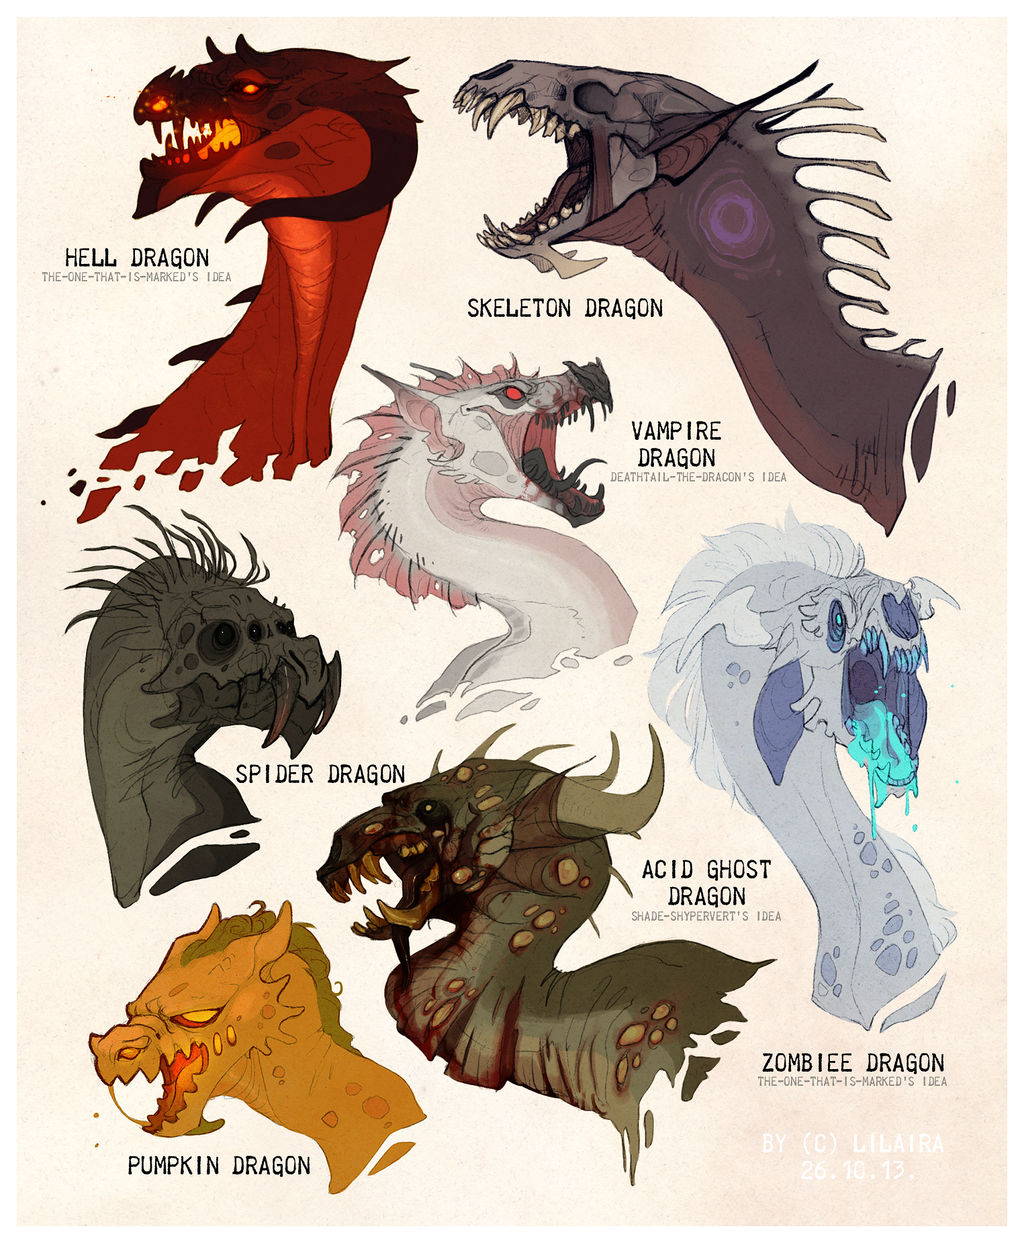 HELL DRAGON
THE-ONE-THAT-IS-MARKED'S IDEA
SKELETON DRAGON
VAMPIRE
DRAGON
DEATHTAIL-THE-DRACON'S IDEA
SPIDER DRAGON
ACID GHOST
DRAGON
SHADE-SHYPERVERT'S IDEA
PUMPKIN DRAGON
ZOMBIEE DRAGON
THE-ONE-THAT-IS-MARKED'S IDEA
BY (C) LILAIRA
26.10.13.